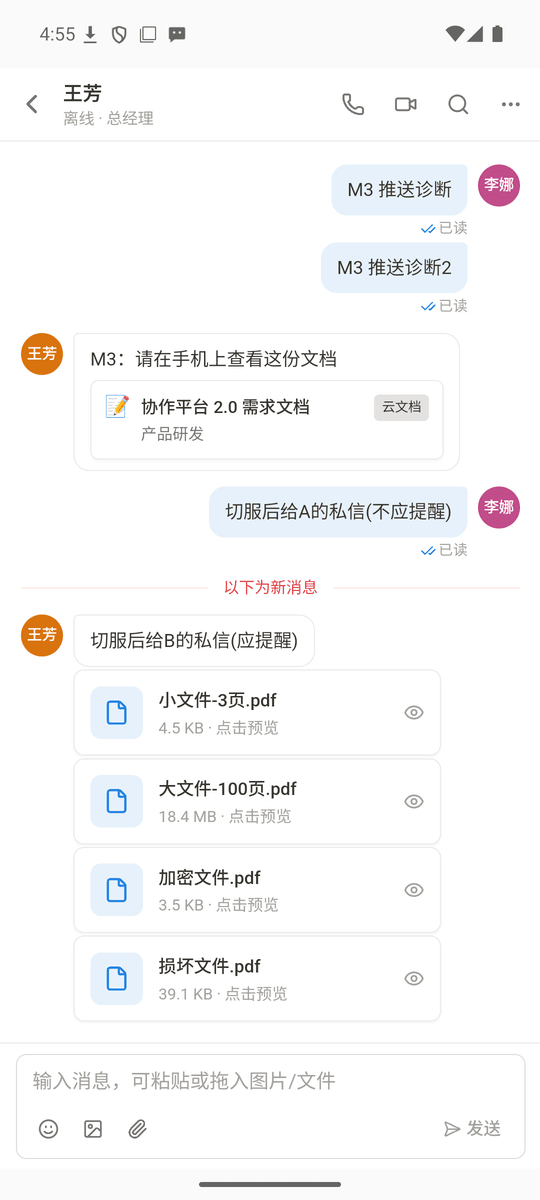 4:55
王芳
离线 · 总经理
M3 推送诊断
李娜
已读
M3 推送诊断2
已读
王芳
M3：请在手机上查看这份文档
协作平台 2.0 需求文档
云文档
产品研发
切服后给A的私信(不应提醒)
李娜
已读
以下为新消息
王芳
切服后给B的私信(应提醒)
小文件-3页.pdf
4.5 KB · 点击预览
大文件-100页.pdf
18.4 MB · 点击预览
加密文件.pdf
3.5 KB · 点击预览
损坏文件.pdf
39.1 KB · 点击预览
输入消息，可粘贴或拖入图片/文件
发送